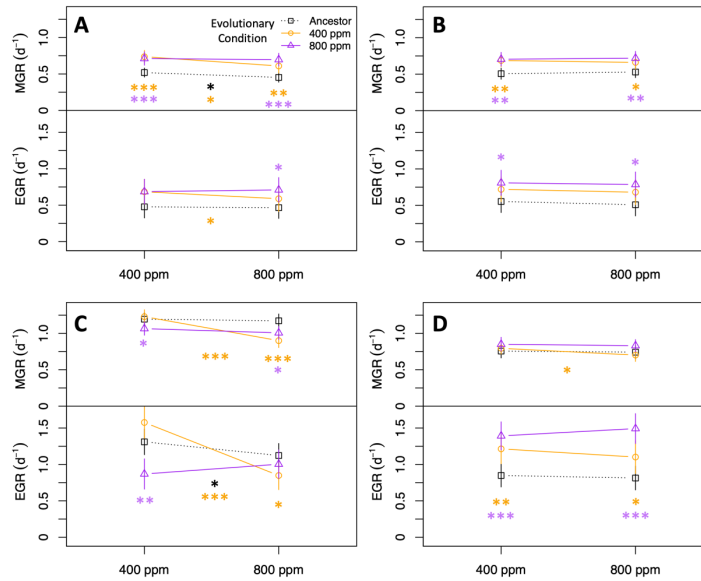 A
Evolutionary
Condition
Ancestor
400 ppm
800 ppm
MGR (d⁻¹)
0
0.5
1.0
*** * **
*** * ***
EGR (d⁻¹)
0
0.5
1.0
1.5
*
*
400 ppm 800 ppm
B
MGR (d⁻¹)
0
0.5
1.0
** *
** **
EGR (d⁻¹)
0
0.5
1.0
1.5
* *
400 ppm 800 ppm
C
MGR (d⁻¹)
0
0.5
1.0
* *** ***
*
EGR (d⁻¹)
0
0.5
1.0
1.5
*
** *** *
400 ppm 800 ppm
D
MGR (d⁻¹)
0
0.5
1.0
*
EGR (d⁻¹)
0
0.5
1.0
1.5
** *
*** ***
400 ppm 800 ppm